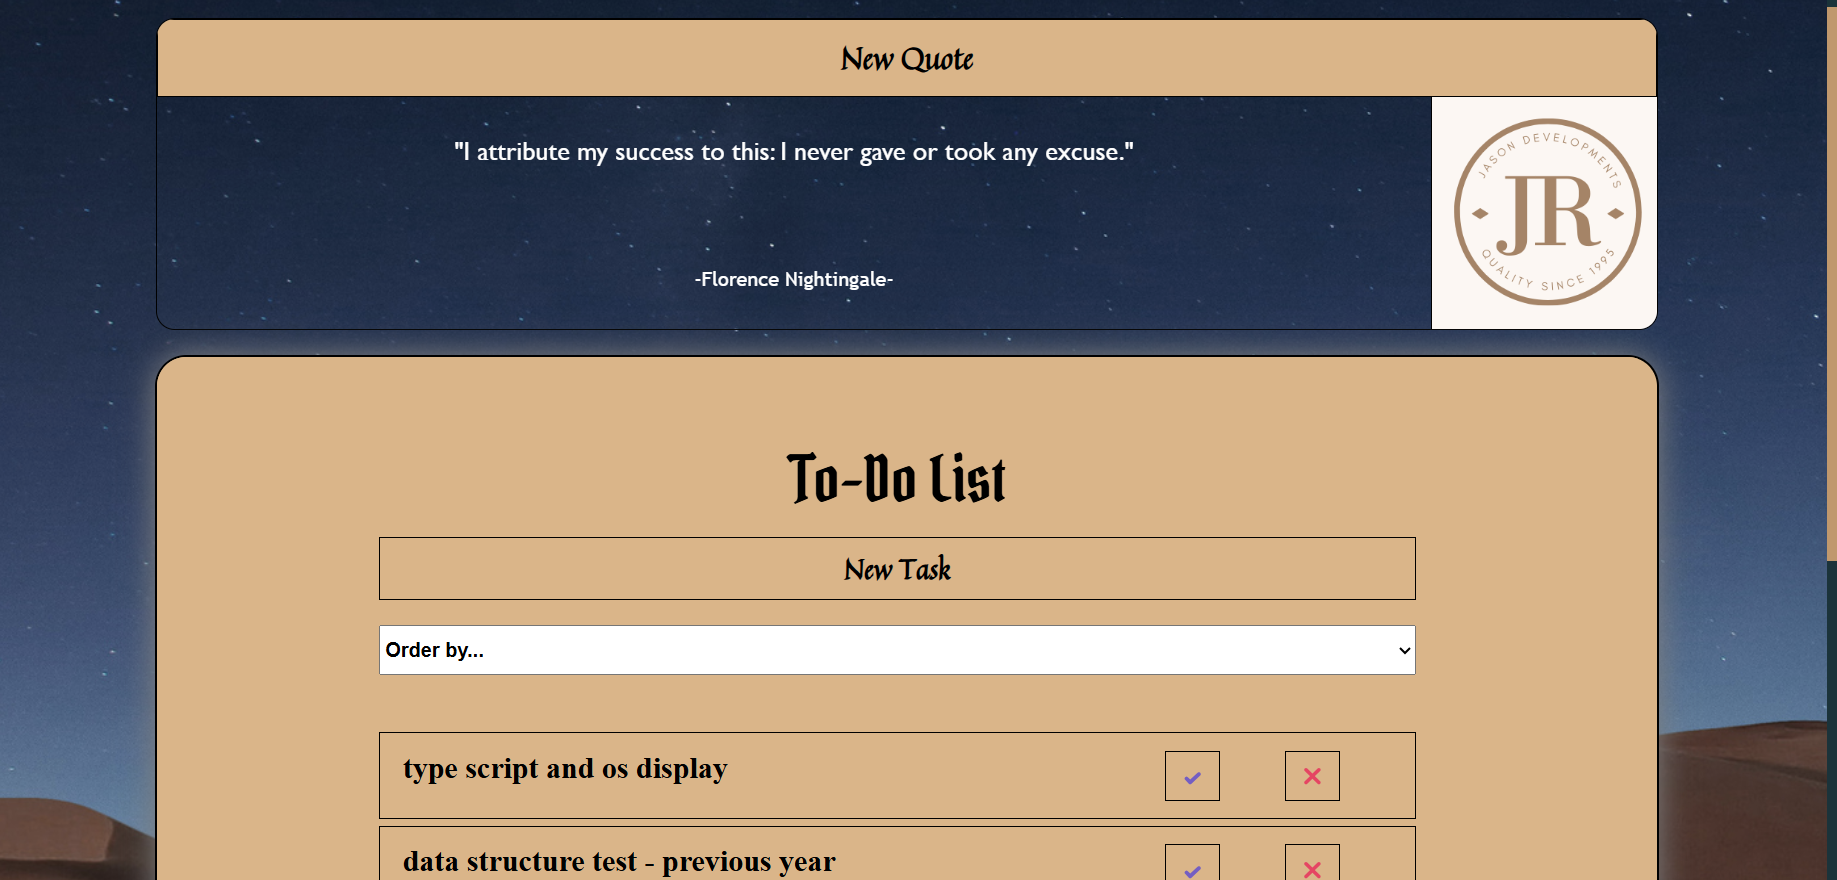 New Quote
"I attribute my success to this: I never gave or took any excuse."
-Florence Nightingale-
JASON DEVELOPMENTS
JR
QUALITY SINCE 1995
To-Do List
New Task
Order by...
type script and os display
data structure test - previous year